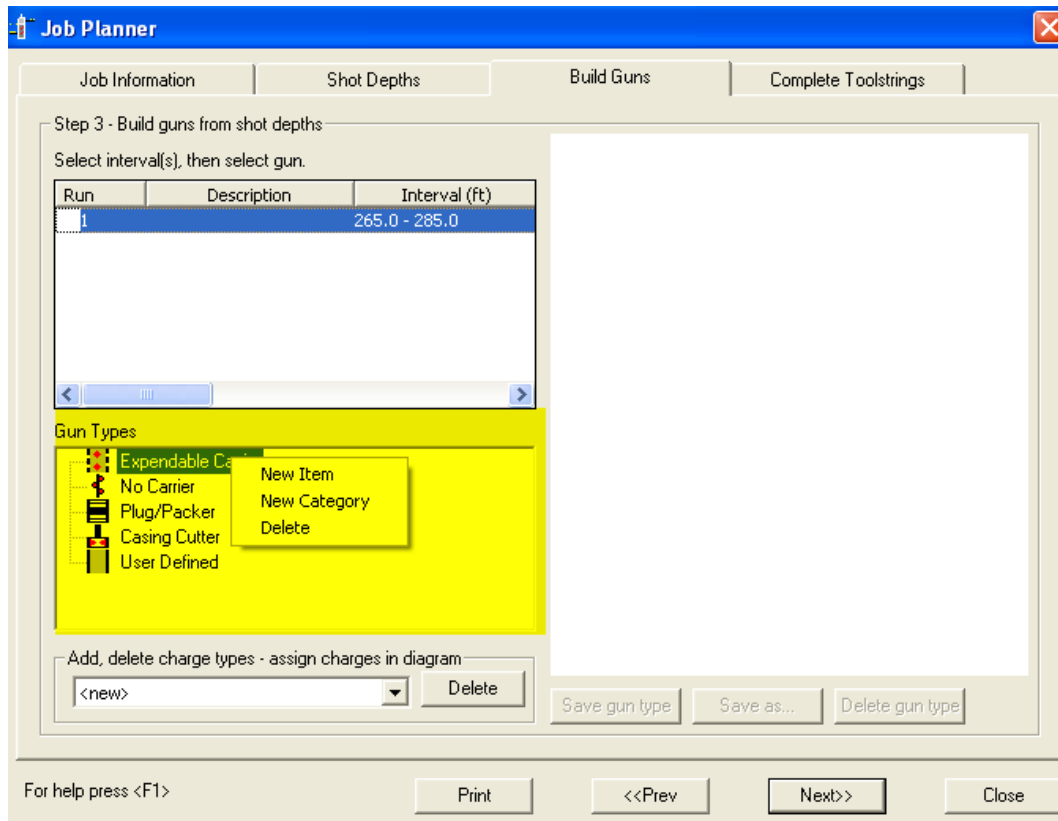 Job Planner
Job Information Shot Depths Build Guns Complete Toolstrings
Step 3 - Build guns from shot depths
Select interval(s), then select gun.
Run Description Interval (ft)
1 265.0 - 285.0
Gun Types
Expendable Ca
No Carrier
Plug/Packer
Casing Cutter
User Defined
New Item
New Category
Delete
Add, delete charge types - assign charges in diagram
<new> Delete
Save gun type Save as... Delete gun type
For help press <F1> Print <<Prev Next>> Close